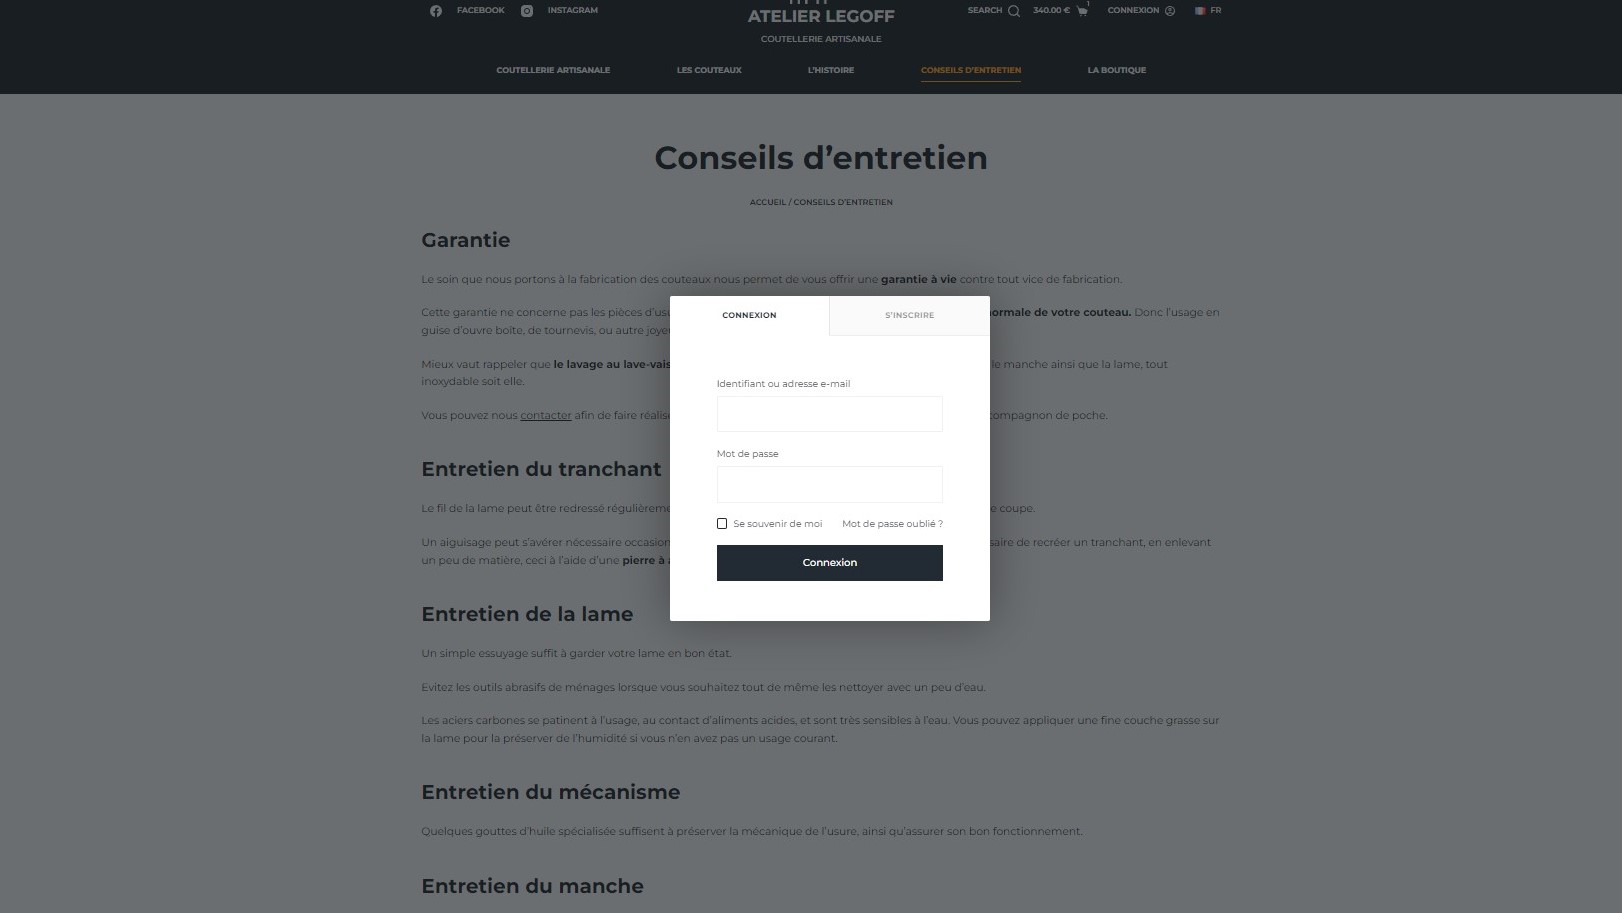 FACEBOOK
INSTAGRAM
ATELIER LEGOFF
COUTELLERIE ARTISANALE
SEARCH
340.00 €
1
CONNEXION
FR
COUTELLERIE ARTISANALE
LES COUTEAUX
L'HISTOIRE
CONSEILS D'ENTRETIEN
LA BOUTIQUE
Conseils d’entretien
ACCUEIL / CONSEILS D’ENTRETIEN
Garantie
Le soin que nous portons à la fabrication des couteaux nous permet de vous offrir une garantie à vie contre tout vice de fabrication.
Cette garantie ne concerne pas les pièces d’usu
normale de votre couteau. Donc l’usage en
guise d’ouvre boîte, de tournevis, ou autre joyeu
Mieux vaut rappeler que le lavage au lave-vais
le manche ainsi que la lame, tout
inoxydable soit elle.
Vous pouvez nous contacter afin de faire réalise
ompagnon de poche.
Entretien du tranchant
Le fil de la lame peut être redressé régulièreme
e coupe.
Un aiguisage peut s’avérer nécessaire occasion
saire de recréer un tranchant, en enlevant
un peu de matière, ceci à l’aide d’une pierre à a
Entretien de la lame
Un simple essuyage suffit à garder votre lame en bon état.
Evitez les outils abrasifs de ménages lorsque vous souhaitez tout de même les nettoyer avec un peu d’eau.
Les aciers carbones se patinent à l’usage, au contact d’aliments acides, et sont très sensibles à l’eau. Vous pouvez appliquer une fine couche grasse sur
la lame pour la préserver de l’humidité si vous n’en avez pas un usage courant.
Entretien du mécanisme
Quelques gouttes d’huile spécialisée suffisent à préserver la mécanique de l’usure, ainsi qu’assurer son bon fonctionnement.
Entretien du manche
CONNEXION
S'INSCRIRE
Identifiant ou adresse e-mail
Mot de passe
Se souvenir de moi
Mot de passe oublié ?
Connexion